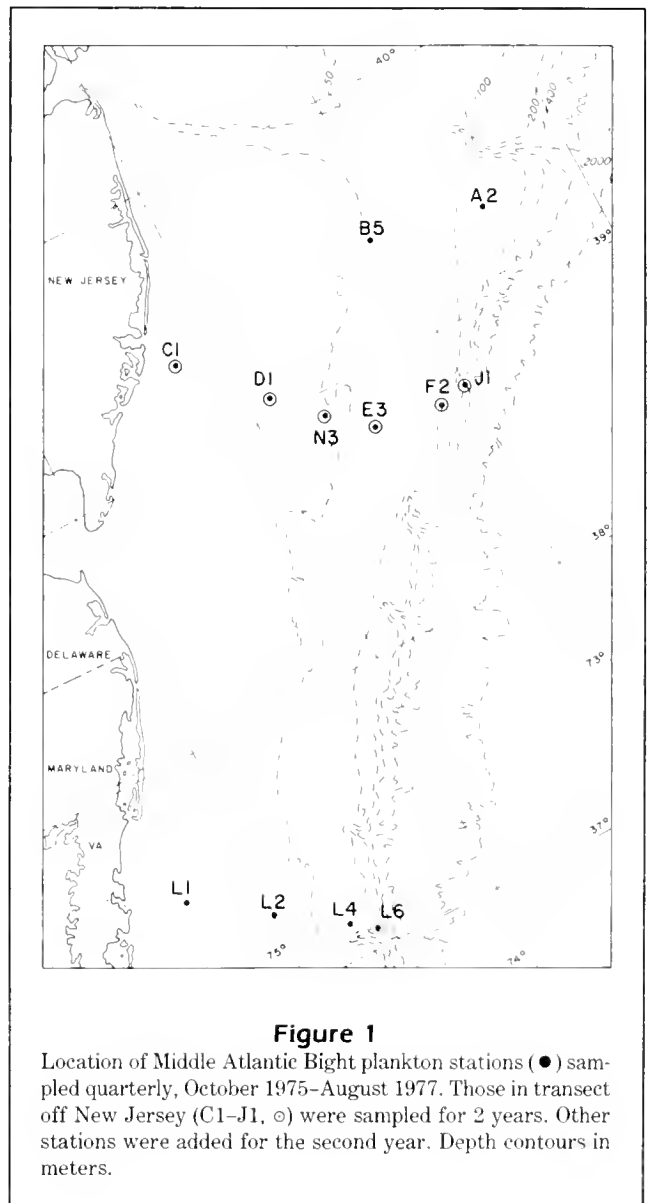 40°
50
100
200
400
2000
A2
B5
39°
NEW JERSEY
C1
D1
J1
F2
E3
N3
38°
DELAWARE
73°
MARYLAND
37°
VA
L1
L2
L4
L6
75°
74°
Figure 1
Location of Middle Atlantic Bight plankton stations (●) sam-
pled quarterly, October 1975–August 1977. Those in transect
off New Jersey (C1–J1, ⊙) were sampled for 2 years. Other
stations were added for the second year. Depth contours in
meters.